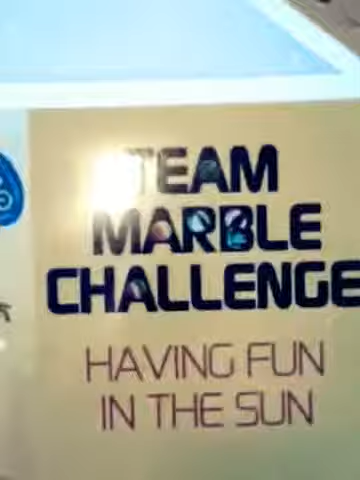 TEAM
MARBLE
CHALLENGE
HAVING FUN
IN THE SUN